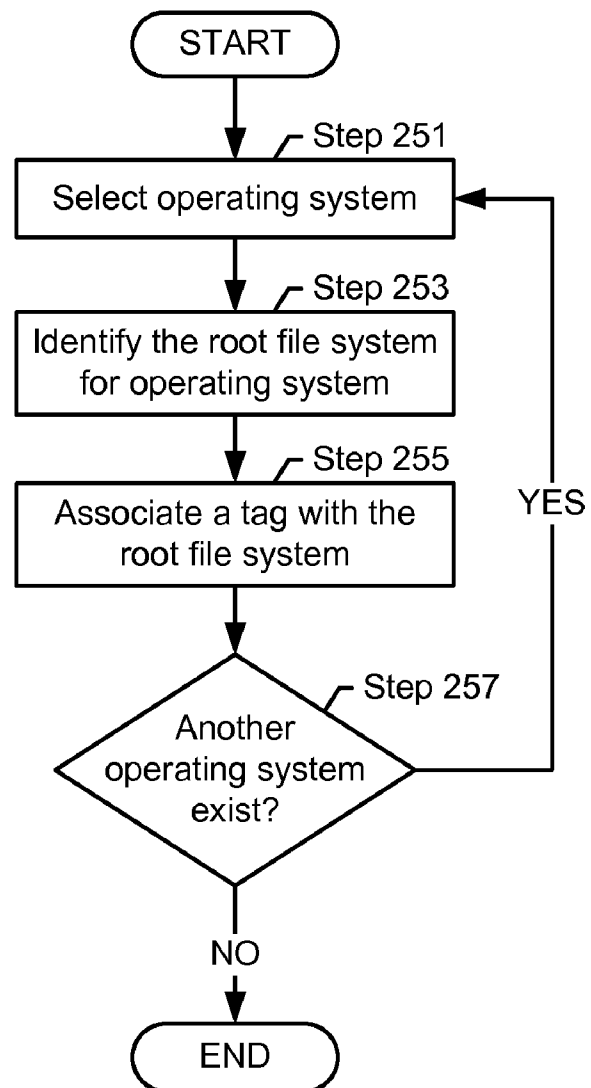 START
Step 251
Select operating system
Step 253
Identify the root file system
for operating system
Step 255
Associate a tag with the
root file system
YES
Step 257
Another
operating system
exist?
NO
END